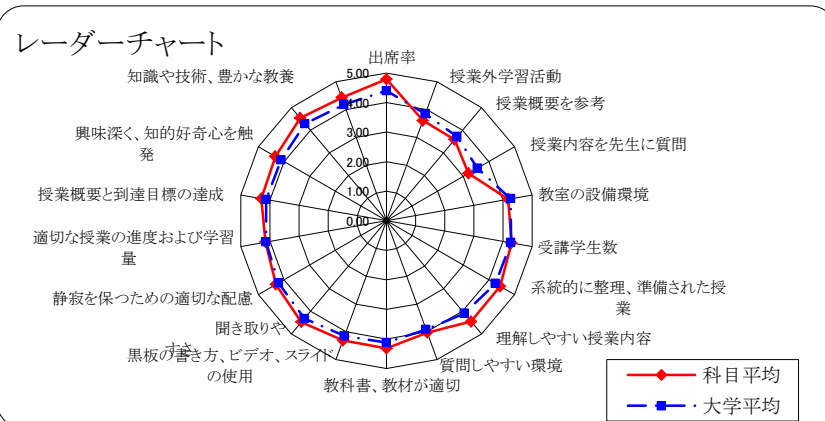 レーダーチャート
出席率
授業外学習活動
授業概要を参考
授業内容を先生に質問
教室の設備環境
受講学生数
系統的に整理、準備された授
業
理解しやすい授業内容
質問しやすい環境
教科書、教材が適切
黒板の書き方、ビデオ、スライド
の使用
聞き取りや
すさ
静寂を保つための適切な配慮
適切な授業の進度および学習
量
授業概要と到達目標の達成
興味深く、知的好奇心を触
発
知識や技術、豊かな教養
5.00
4.00
3.00
2.00
1.00
0.00
科目平均
大学平均